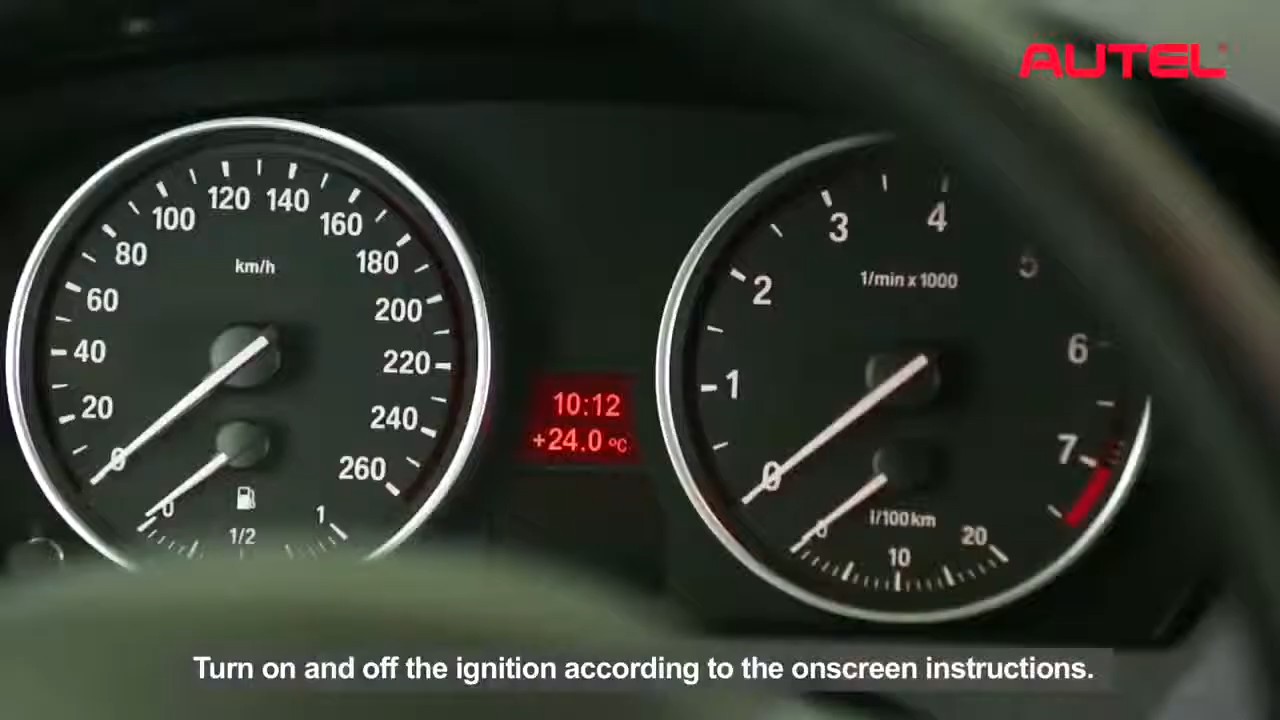 AUTEL
120 140
100 160
80 180
km/h
60 200
40 220
20 240
0 260
0 1/2 1
10:12
+24.0 °C
3 4
2 5
1/min x 1000
1 6
0 7
l/100km
0 10 20
Turn on and off the ignition according to the onscreen instructions.